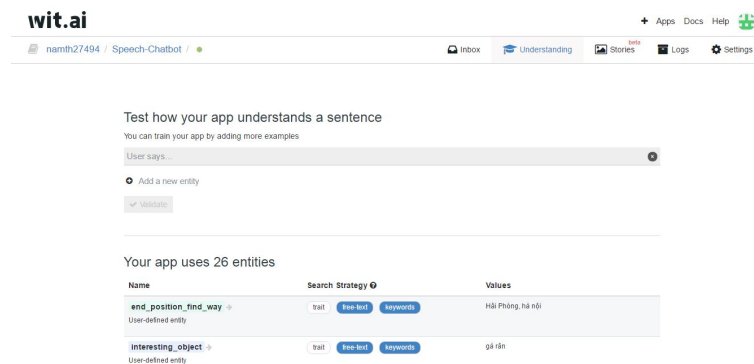 wit.ai
Apps Docs Help
namth27494 / Speech-Chatbot /
Inbox Understanding Stories beta Logs Settings
Test how your app understands a sentence
You can train your app by adding more examples
User says...
Add a new entity
Validate
Your app uses 26 entities
Name Search Strategy Values
end_position_find_way trait free-text keywords Hải Phòng, hà nội
User-defined entity
interesting_object trait free-text keywords gà rán
User-defined entity